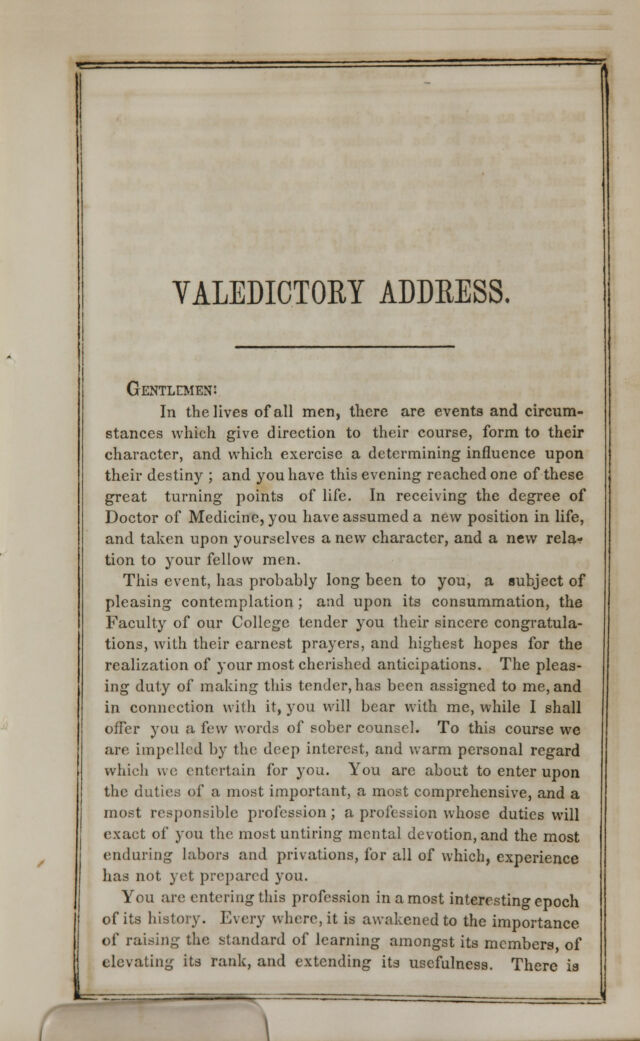 VALEDICTORY ADDRESS.
GENTLEMEN:
In the lives of all men, there are events and circum-
stances which give direction to their course, form to their
character, and which exercise a determining influence upon
their destiny ; and you have this evening reached one of these
great turning points of life. In receiving the degree of
Doctor of Medicine, you have assumed a new position in life,
and taken upon yourselves a new character, and a new rela-
tion to your fellow men.
This event, has probably long been to you, a subject of
pleasing contemplation ; and upon its consummation, the
Faculty of our College tender you their sincere congratula-
tions, with their earnest prayers, and highest hopes for the
realization of your most cherished anticipations. The pleas-
ing duty of making this tender, has been assigned to me, and
in connection with it, you will bear with me, while I shall
offer you a few words of sober counsel. To this course we
are impelled by the deep interest, and warm personal regard
which we entertain for you. You are about to enter upon
the duties of a most important, a most comprehensive, and a
most responsible profession ; a profession whose duties will
exact of you the most untiring mental devotion, and the most
enduring labors and privations, for all of which, experience
has not yet prepared you.
You are entering this profession in a most interesting epoch
of its history. Every where, it is awakened to the importance
of raising the standard of learning amongst its members, of
elevating its rank, and extending its usefulness. There is